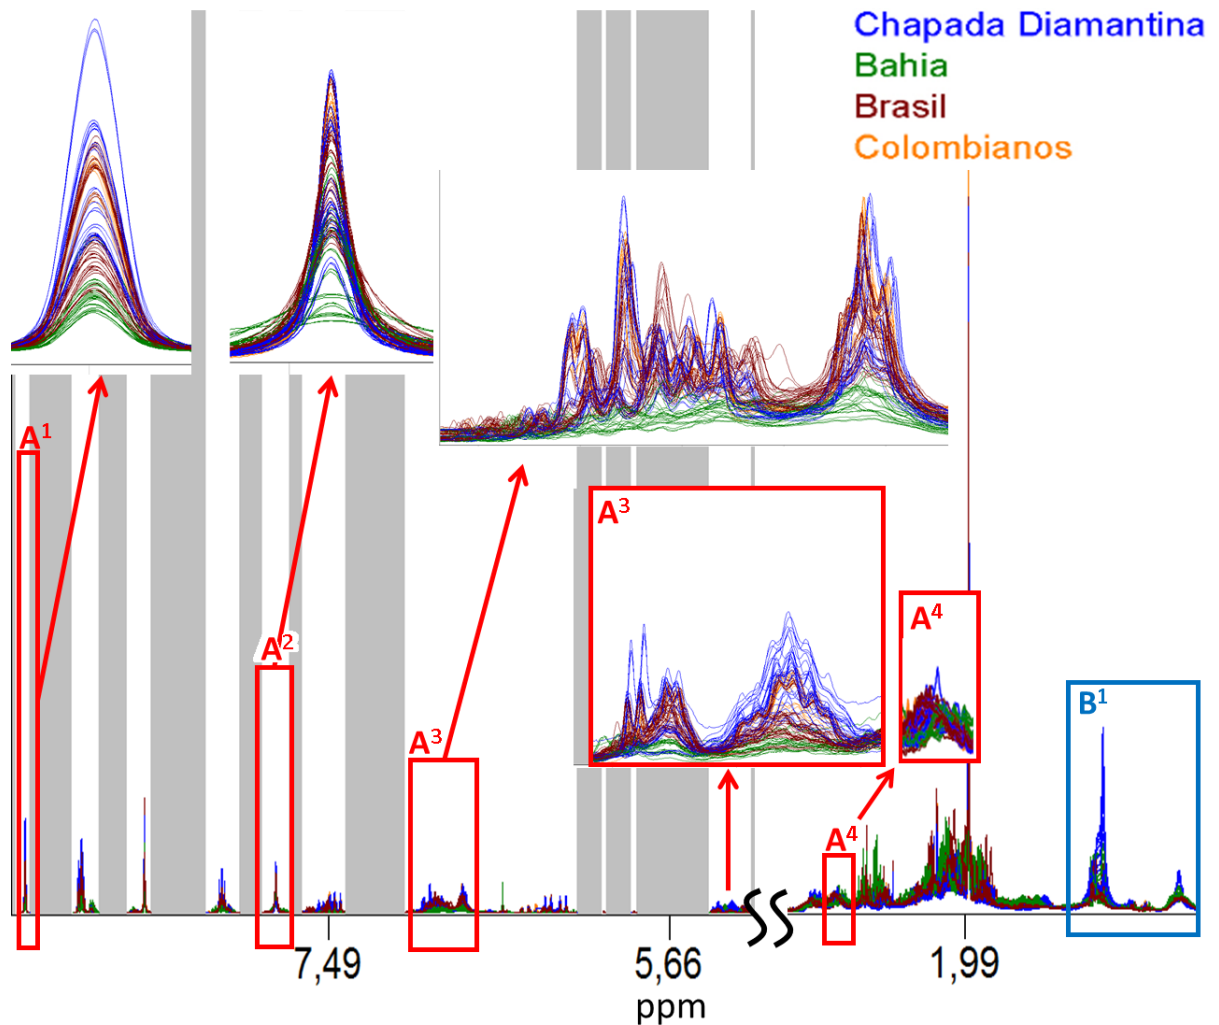 Chapada Diamantina
Bahia
Brasil
Colombianos
A1
A3
A4
A2
B1
A3
A4
7,49
5,66
1,99
ppm